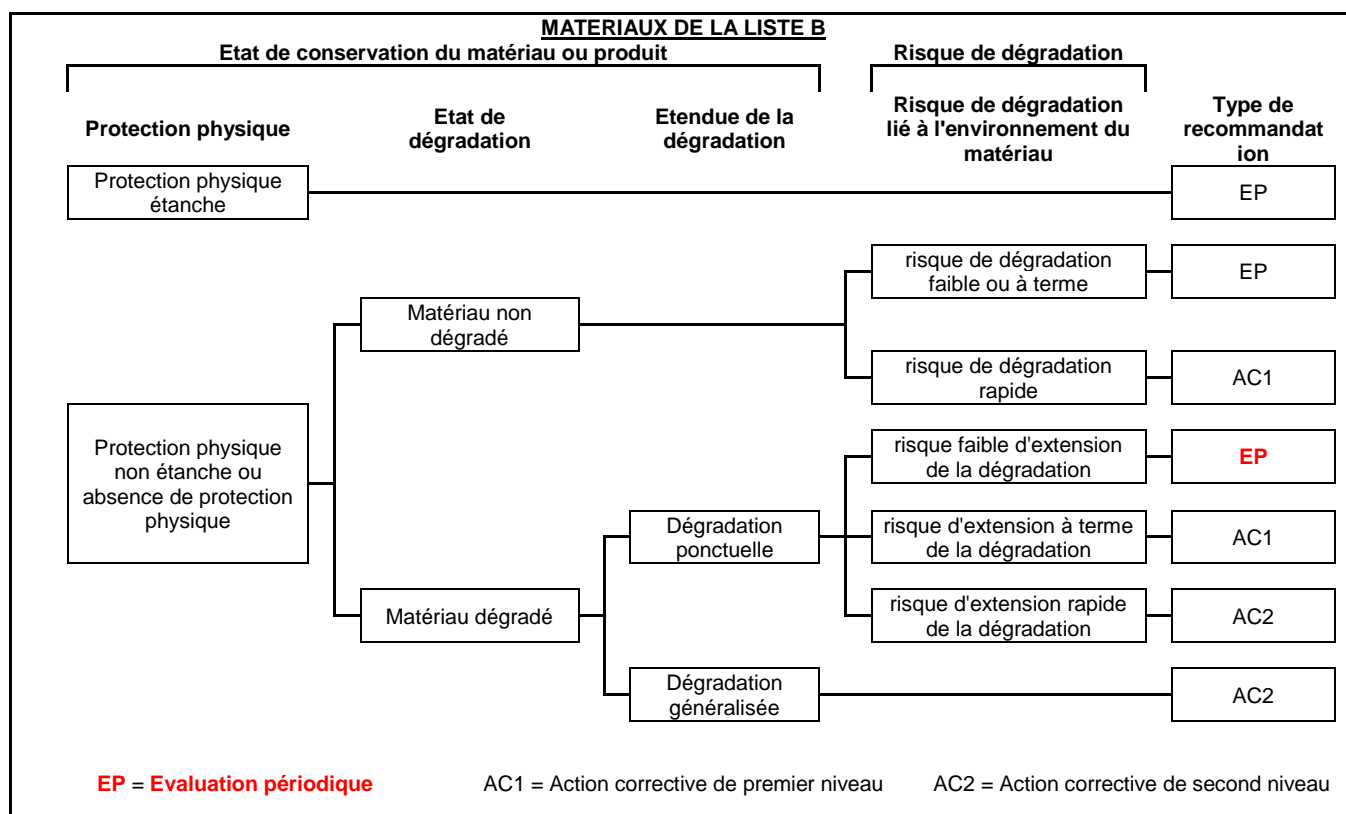 MATERIAUX DE LA LISTE B
Etat de conservation du matériau ou produit
Risque de dégradation
Protection physique
Etat de
dégradation
Etendue de la
dégradation
Risque de dégradation
lié à l'environnement du
matériau
Type de
recommandat
ion
Protection physique
étanche
EP
risque de dégradation
faible ou à terme
EP
Matériau non
dégradé
risque de dégradation
rapide
AC1
Protection physique
non étanche ou
absence de protection
physique
risque faible d'extension
de la dégradation
EP
Dégradation
ponctuelle
risque d'extension à terme
de la dégradation
AC1
Matériau dégradé
risque d'extension rapide
de la dégradation
AC2
Dégradation
généralisée
AC2
EP = Evaluation périodique
AC1 = Action corrective de premier niveau
AC2 = Action corrective de second niveau